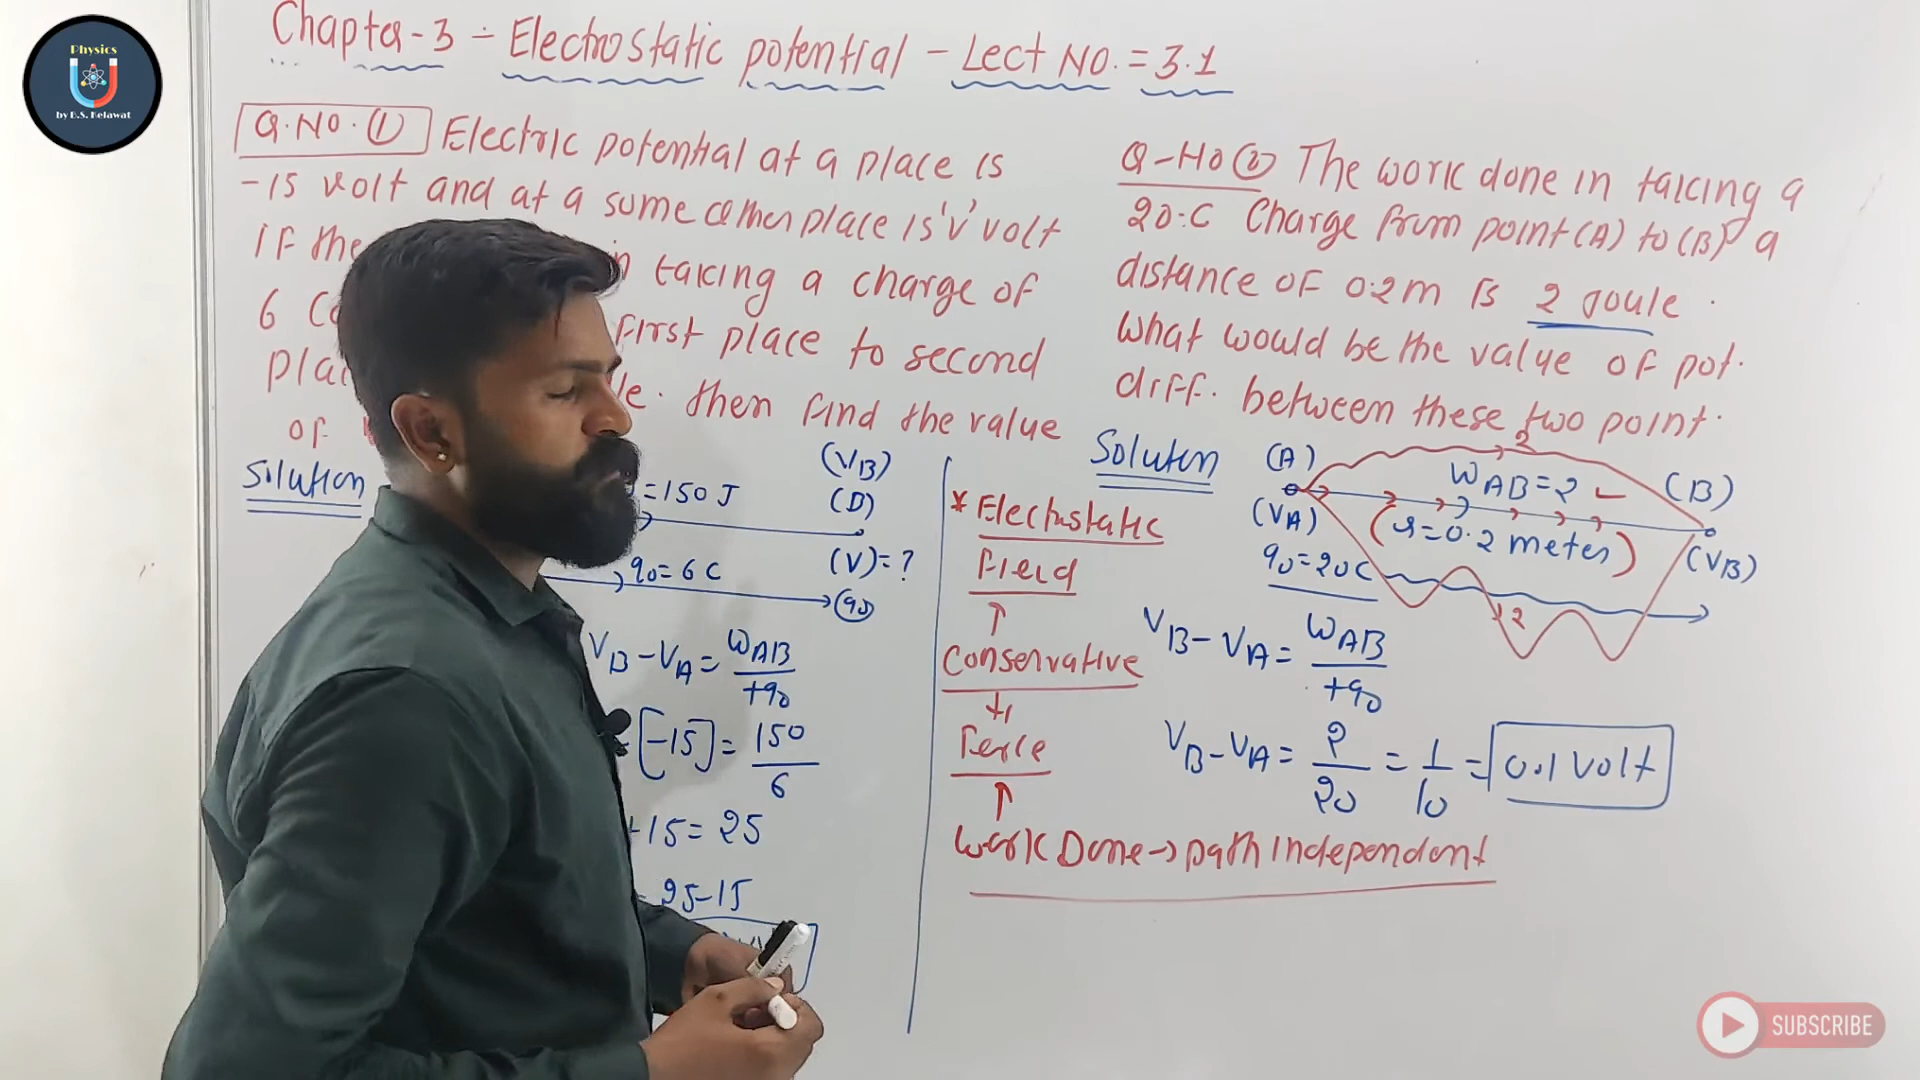 Physics
by B.S. Kelawat
Chapter-3 - Electrostatic potential - Lect NO. = 3.1
Q.NO.① Electric potential at a place is
-15 volt and at a some other place is 'v' volt
If the in taking a charge of
6 first place to second
then find the value
of
Solution
= 150 J
(VB)
(B)
q0 = 6 C
(V) = ?
(q0)
VB - VA = WAB / +q0
[-15] = 150 / 6
+15 = 25
= 25-15
* Electrostatic
Field
↑
Conservative
↓
Force
↑
Work Done → path Independent
Q-NO② The work done in taking a
20.C Charge from point (A) to (B) a
distance of 0.2m is 2 Joule.
What would be the value of pot.
diff. between these two point.
Solution
(A)
2
WAB = 2
(B)
(VA)
(r = 0.2 meter)
(VB)
q0 = 20C
2
VB - VA = WAB / +q0
VB - VA = 2 / 20 = 1 / 10 = 0.1 Volt
SUBSCRIBE